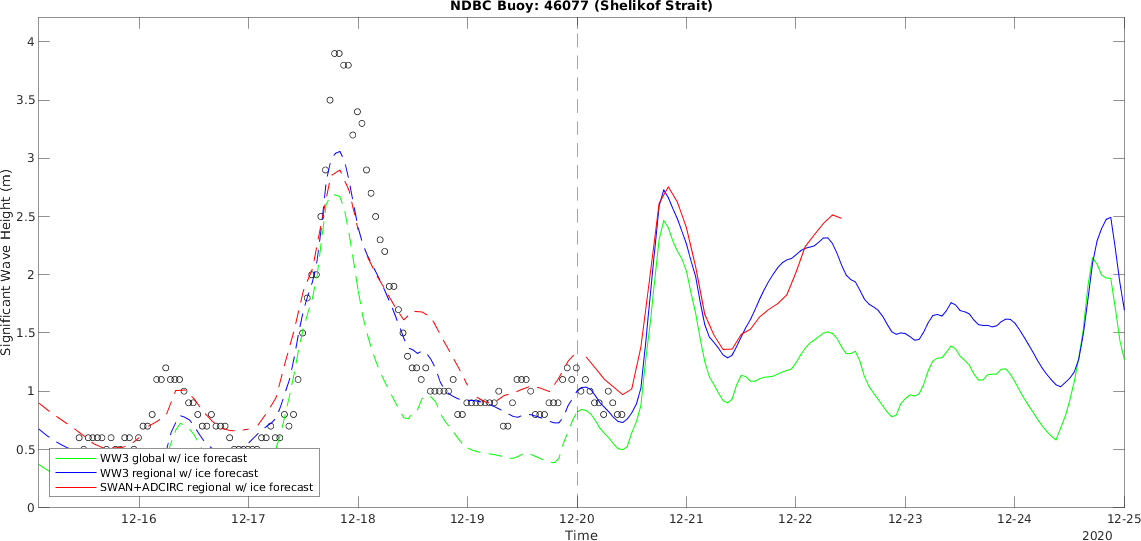 NDBC Buoy: 46077 (Shelikof Strait)
Significant Wave Height (m)
4
3.5
3
2.5
2
1.5
1
0.5
0
WW3 global w/ ice forecast
WW3 regional w/ ice forecast
SWAN+ADCIRC regional w/ ice forecast
12-16 12-17 12-18 12-19 12-20 12-21 12-22 12-23 12-24 12-25
Time
2020